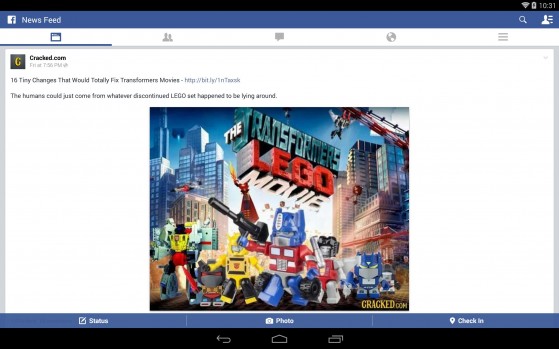 10:31
News Feed
Cracked.com
Fri at 7:56 PM
16 Tiny Changes That Would Totally Fix Transformers Movies - http://bit.ly/1nTaxxk
The humans could just come from whatever discontinued LEGO set happened to be lying around.
THE
TRANSFORMERS
LEGO
MOVIE
CRACKED.COM
Status
Photo
Check In